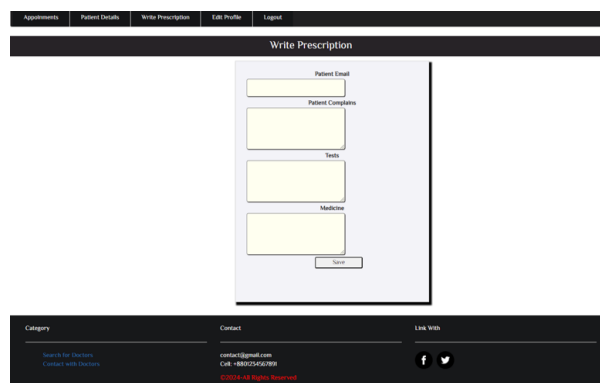 Appoinments Patient Details Write Prescription Edit Profile Logout
Write Prescription
Patient Email
Patient Complains
Tests
Medicine
Save
Category Contact Link With
Search for Doctors
Contact with Doctors
contact@gmail.com
Cell: +8801234567891
©2024-All Rights Reserved